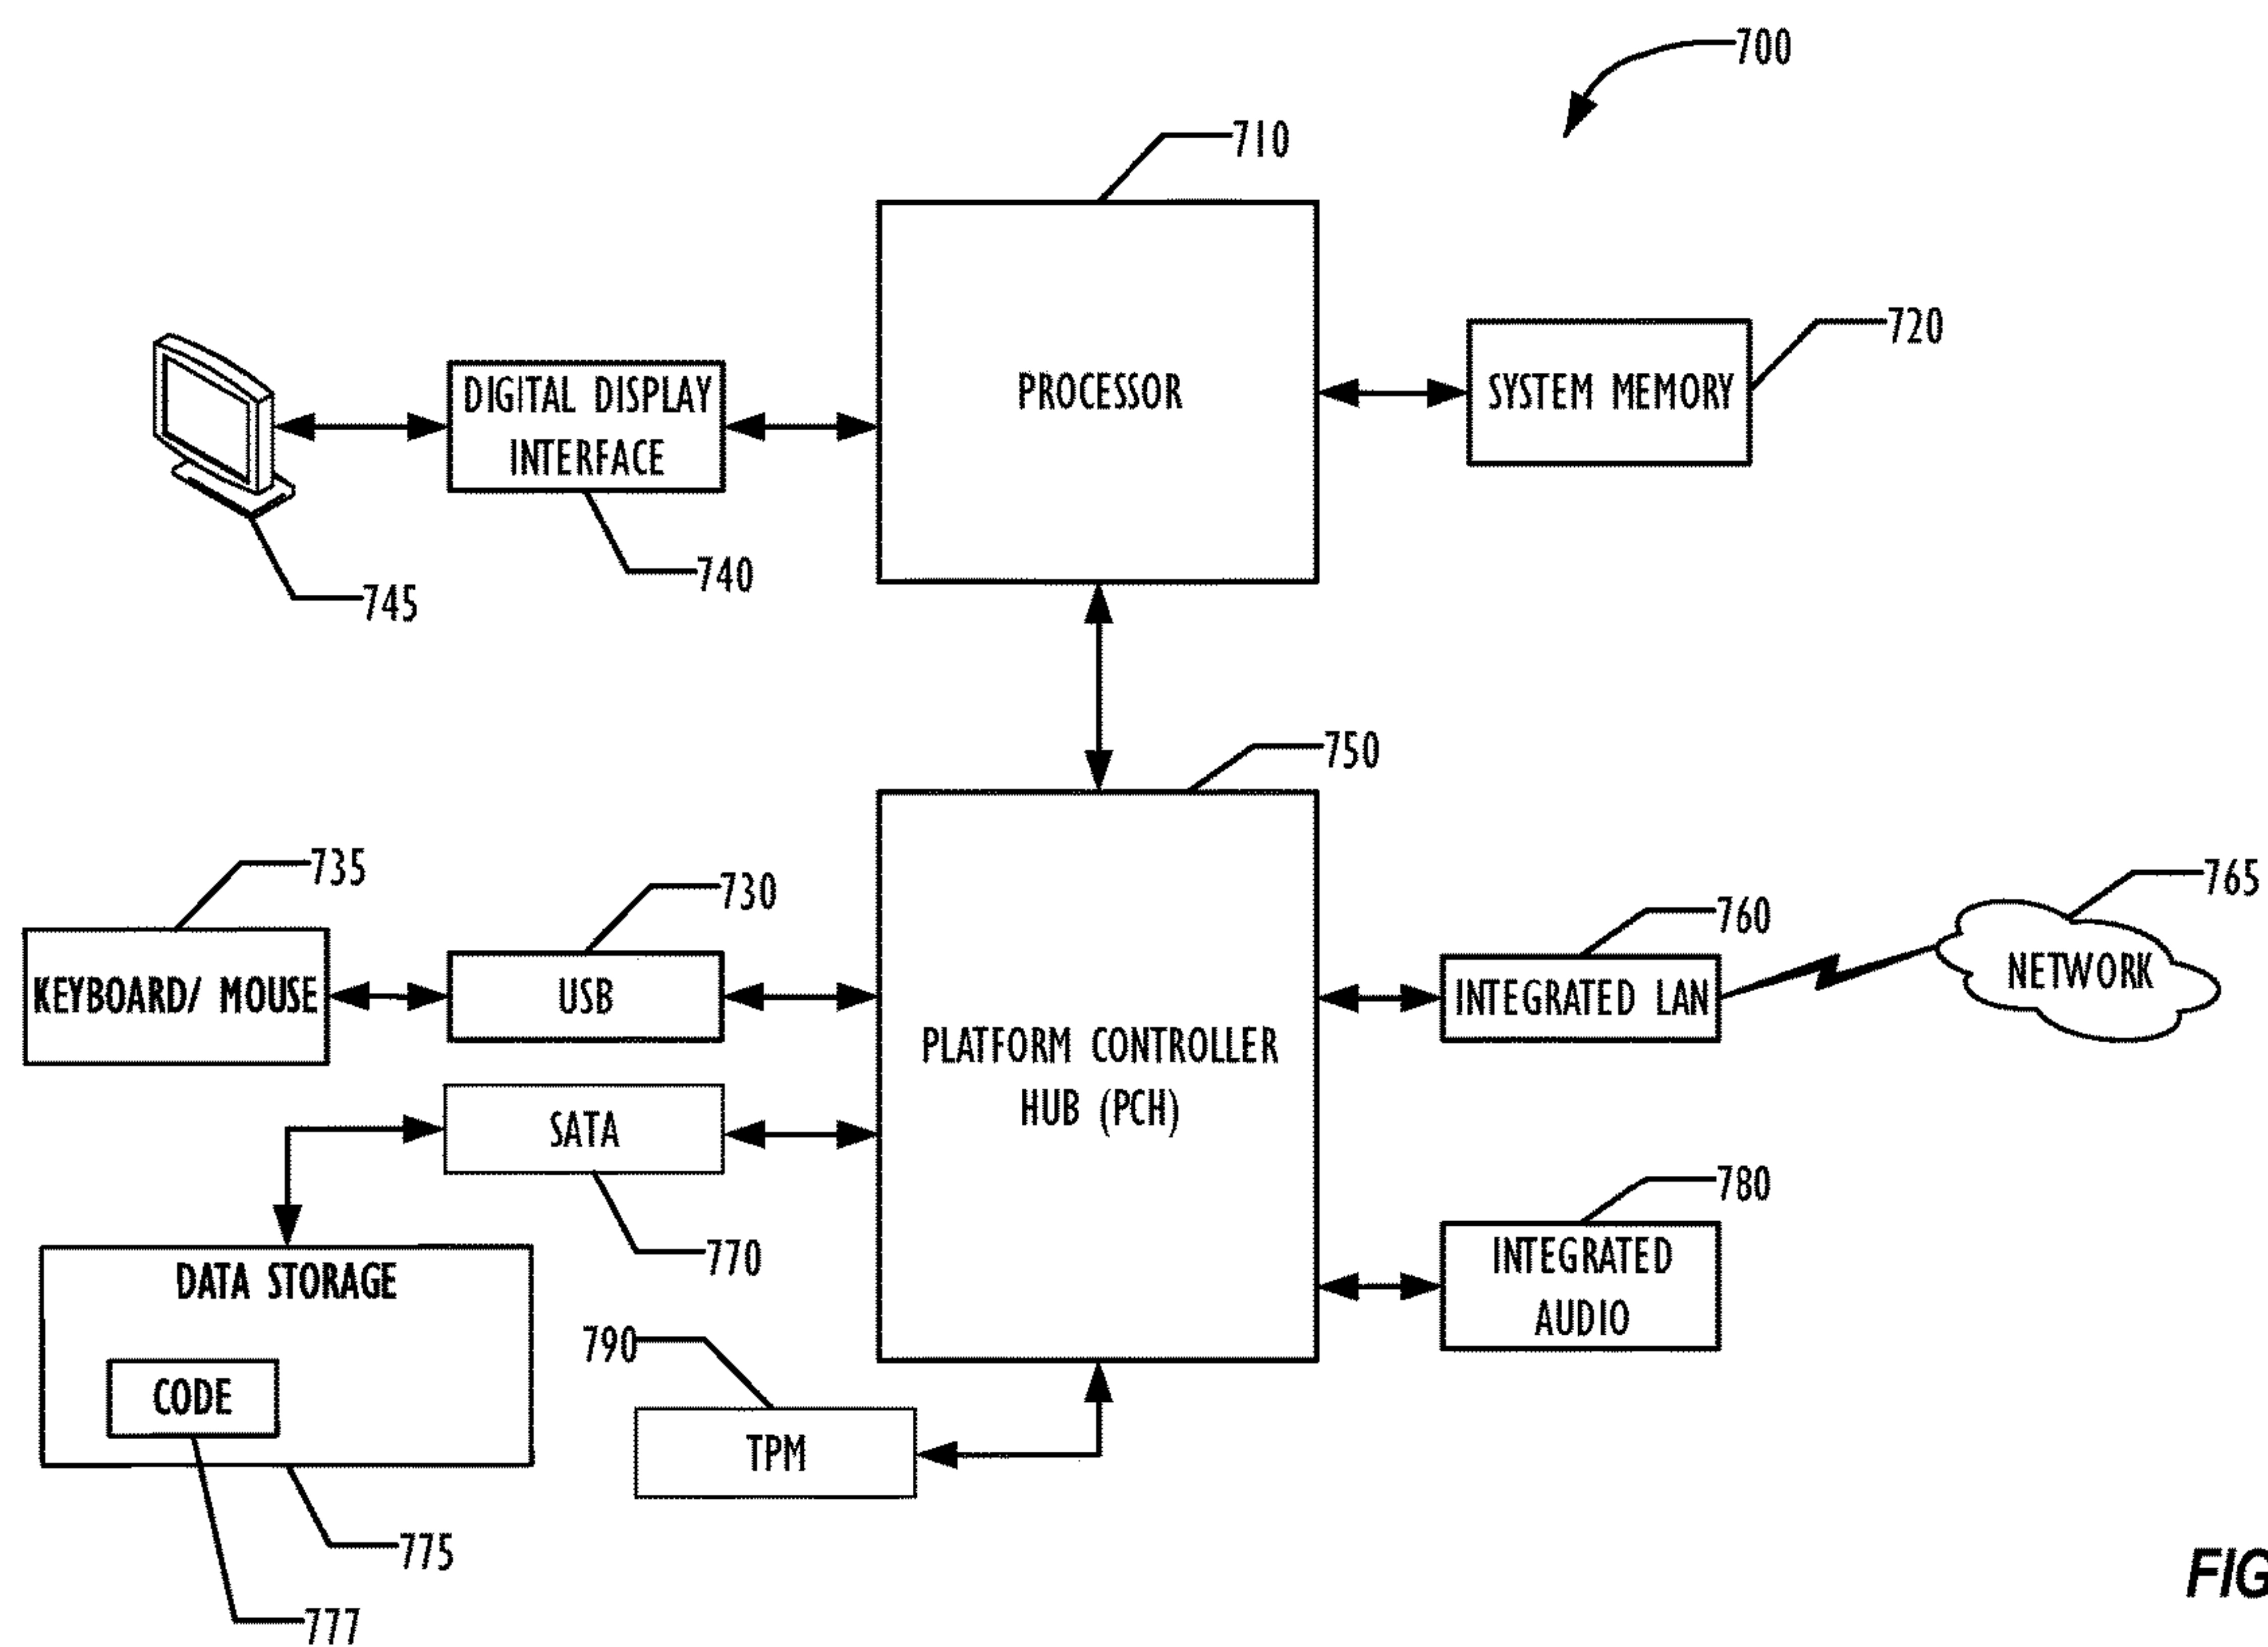 700
710
PROCESSOR
720
SYSTEM MEMORY
DIGITAL DISPLAY
INTERFACE
740
745
750
PLATFORM CONTROLLER
HUB (PCH)
735
KEYBOARD/ MOUSE
730
USB
760
INTEGRATED LAN
765
NETWORK
SATA
770
780
INTEGRATED
AUDIO
DATA STORAGE
CODE
790
TPM
775
777
FIG